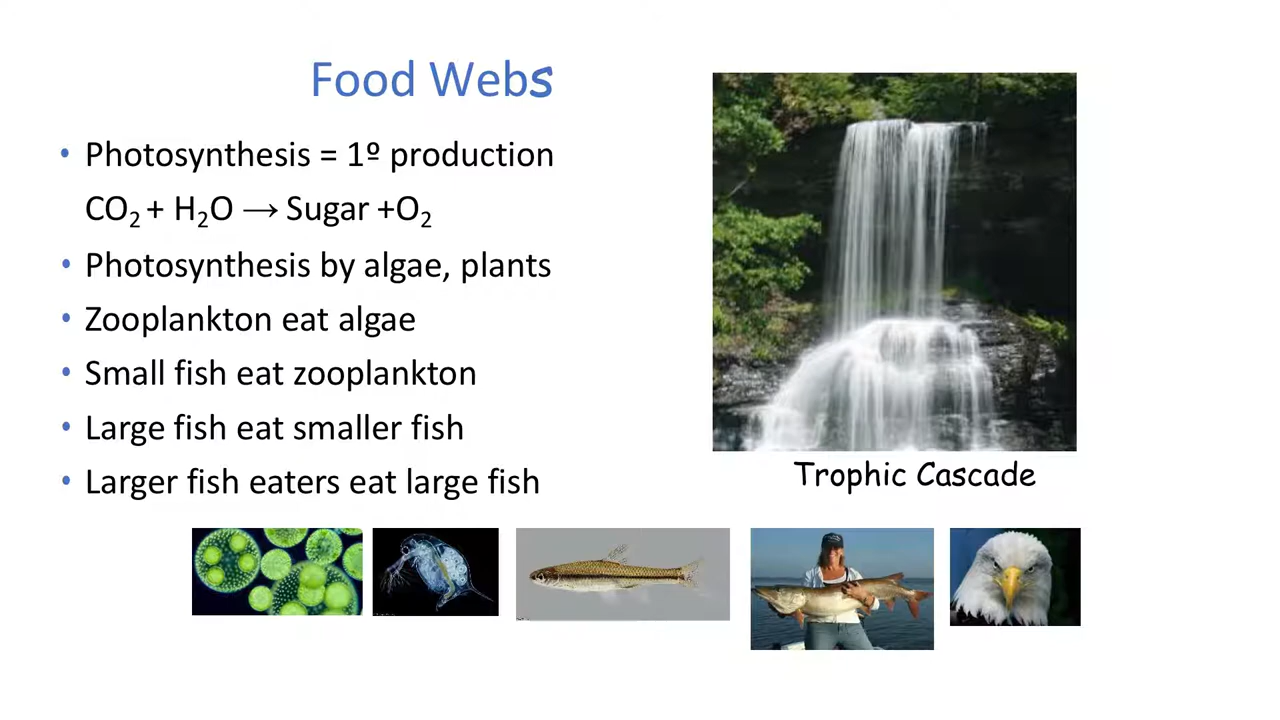 Food Webs
• Photosynthesis = 1º production
CO₂ + H₂O → Sugar +O₂
• Photosynthesis by algae, plants
• Zooplankton eat algae
• Small fish eat zooplankton
• Large fish eat smaller fish
• Larger fish eaters eat large fish
Trophic Cascade